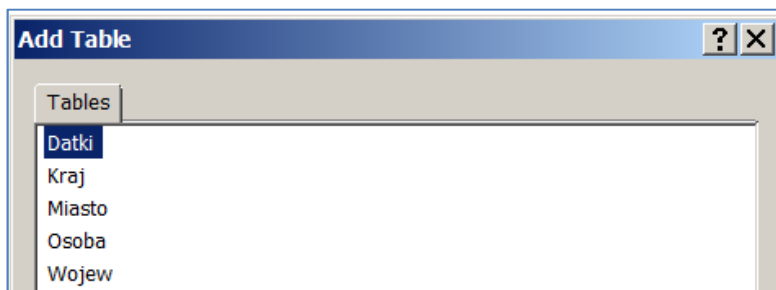 Add Table
Tables
Datki
Kraj
Miasto
Osoba
Wojew